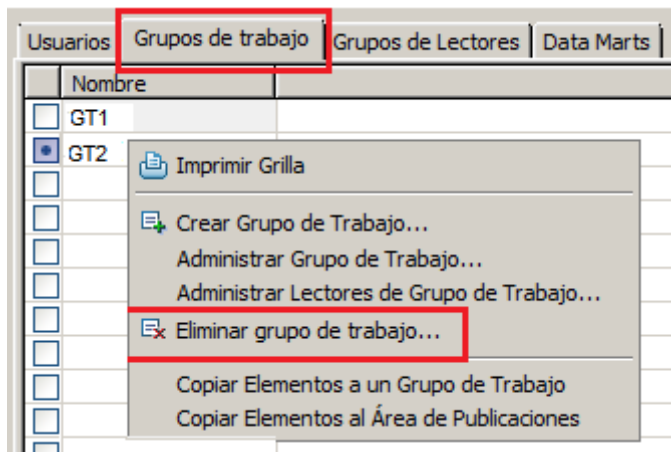 Usuarios Grupos de trabajo Grupos de Lectores Data Marts
Nombre
GT1
GT2
Imprimir Grilla
Crear Grupo de Trabajo...
Administrar Grupo de Trabajo...
Administrar Lectores de Grupo de Trabajo...
Eliminar grupo de trabajo...
Copiar Elementos a un Grupo de Trabajo
Copiar Elementos al Área de Publicaciones